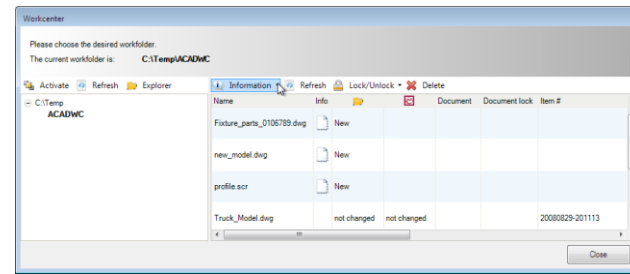 Workcenter
Please choose the desired workfolder.
The current workfolder is: C:\Temp\ACADWC
Activate Refresh Explorer Information Refresh Lock/Unlock Delete
C:\Temp
ACADWC
Name Info Document Document lock Item #
Fixture_parts_0106789.dwg New
new_model.dwg New
profile.scr New
Truck_Model.dwg not changed not changed 20080829-201113
Close